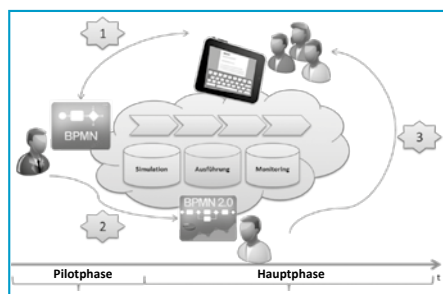 1
BPMN
3
Simulation
Ausführung
Monitoring
BPMN 2.0
2
t
Pilotphase
Hauptphase